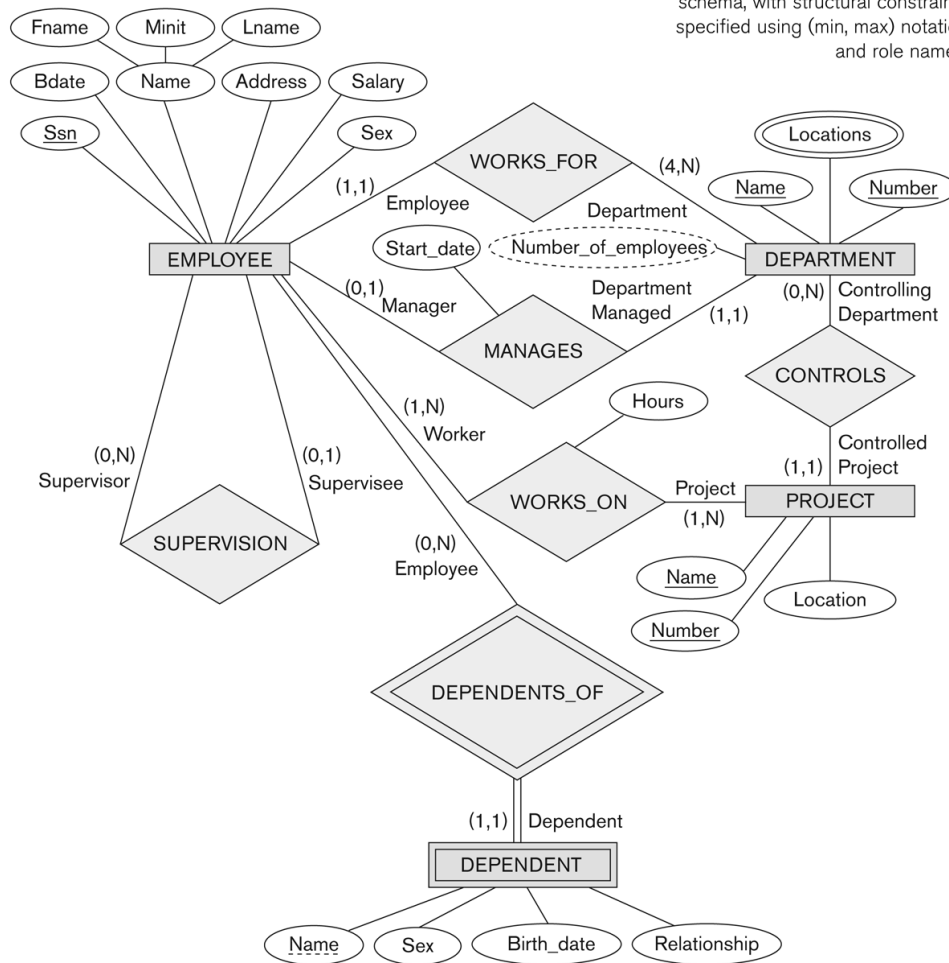 schema, with structural constrain
specified using (min, max) notati
and role name
Fname
Minit
Lname
Bdate
Name
Address
Salary
Ssn
Sex
WORKS_FOR
Locations
(1,1)
Employee
(4,N)
Department
Name
Number
Start_date
Number_of_employees
EMPLOYEE
DEPARTMENT
(0,1)
Manager
MANAGES
Department
Managed
(1,1)
(0,N)
Controlling
Department
CONTROLS
Hours
(1,N)
Worker
(0,N)
Supervisor
(0,1)
Supervisee
WORKS_ON
Project
(1,N)
Controlled
Project
(1,1)
PROJECT
SUPERVISION
(0,N)
Employee
Name
Number
Location
DEPENDENTS_OF
(1,1)
Dependent
DEPENDENT
Name
Sex
Birth_date
Relationship